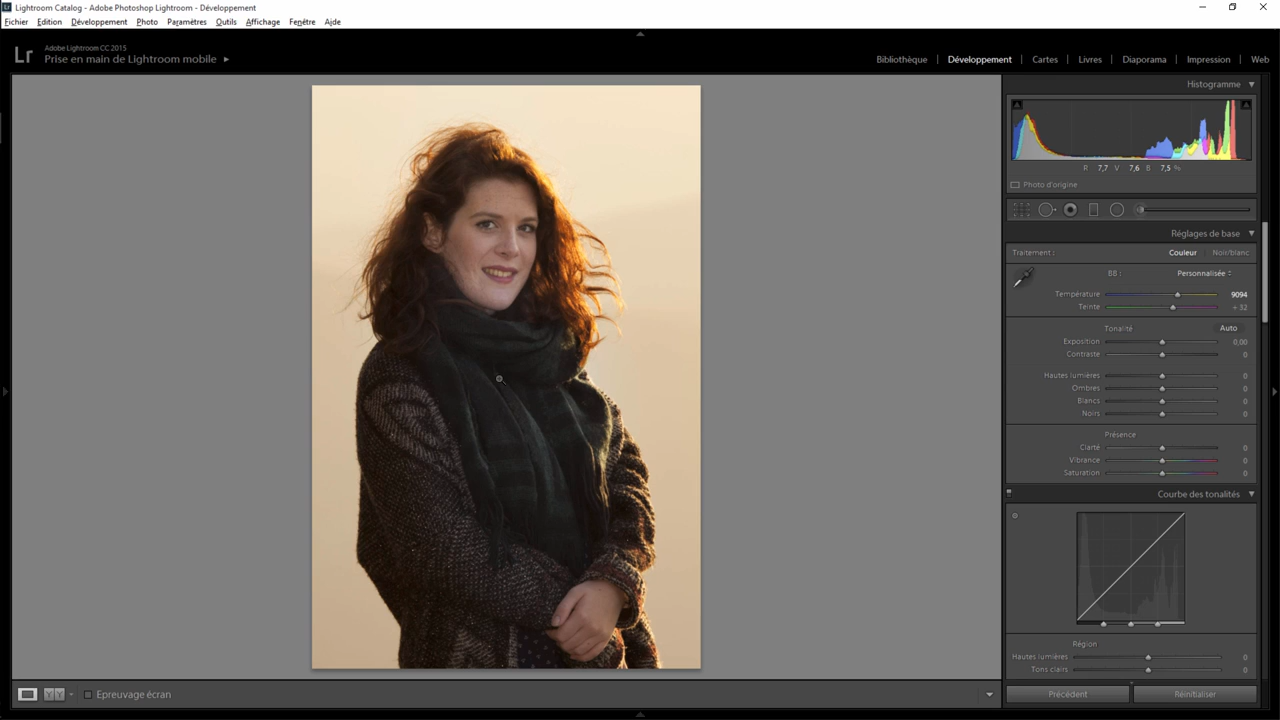 Lightroom Catalog - Adobe Photoshop Lightroom - Développement
Fichier Edition Développement Photo Paramètres Outils Affichage Fenêtre Aide
Lr
Adobe Lightroom CC 2015
Prise en main de Lightroom mobile
Bibliothèque | Développement | Cartes | Livres | Diaporama | Impression | Web
Histogramme
R 7,7 V 7,6 B 7,5 %
Photo d'origine
Réglages de base
Traitement : Couleur Noir/blanc
BB : Personnalisée
Température 9094
Teinte + 32
Tonalité Auto
Exposition 0,00
Contraste 0
Hautes lumières 0
Ombres 0
Blancs 0
Noirs 0
Présence
Clarté 0
Vibrance 0
Saturation 0
Courbe des tonalités
Région
Hautes lumières 0
Tons clairs 0
Epreuvage écran
Précédent Réinitialiser